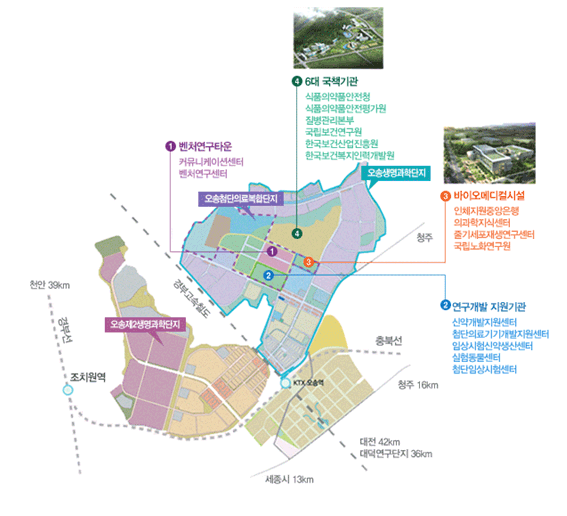 4 6대 국책기관
식품의약품안전청
식품의약품안전평가원
질병관리본부
국립보건연구원
한국보건산업진흥원
한국보건복지인력개발원
1 벤처연구타운
커뮤니케이션센터
벤처연구센터
오송생명과학단지
오송첨단의료복합단지
3 바이오메디컬시설
인체자원중앙은행
의과학지식센터
줄기세포재생연구센터
국립노화연구원
4
청주
1
3
2
천안 39km
경부선
경부고속철도
2 연구개발 지원기관
신약개발지원센터
첨단의료기기개발지원센터
임상시험신약생산센터
실험동물센터
첨단임상시험센터
오송제2생명과학단지
충북선
조치원역
KTX 오송역
청주 16km
대전 42km
대덕연구단지 36km
세종시 13km